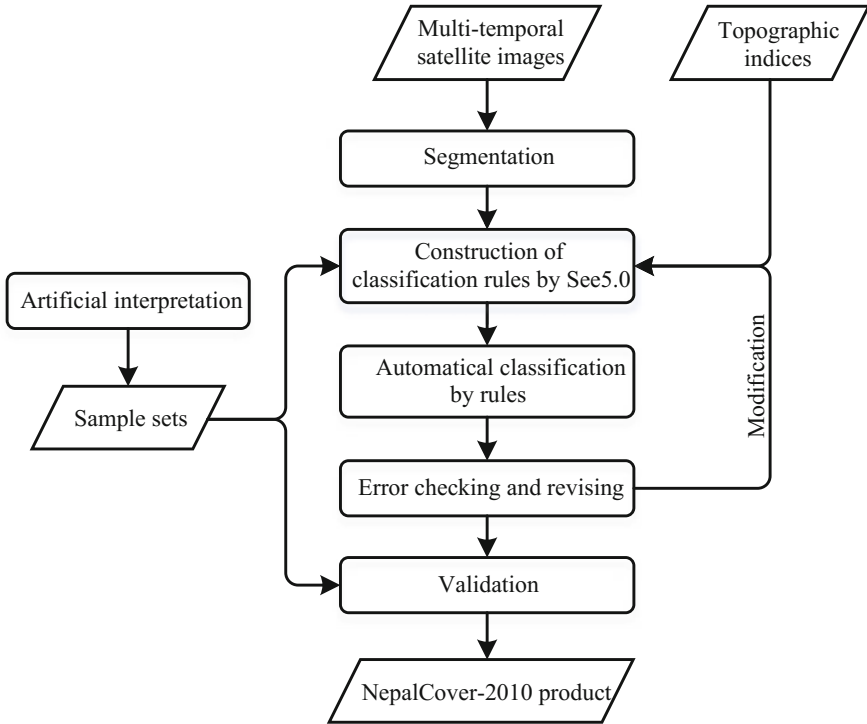 Multi-temporal
satellite images
Topographic
indices
Segmentation
Construction of
classification rules by See5.0
Artificial interpretation
Automatical classification
by rules
Modification
Sample sets
Error checking and revising
Validation
NepalCover-2010 product